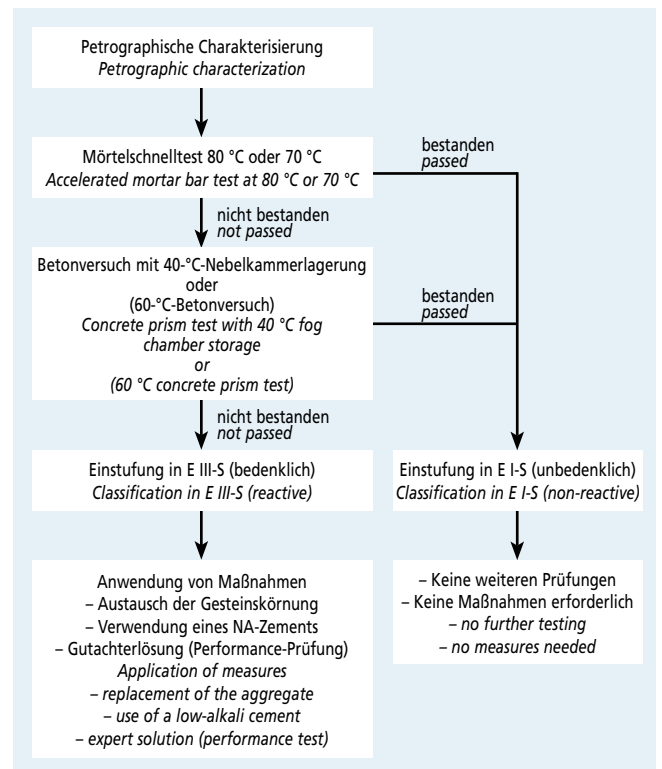 Petrographische Charakterisierung
Petrographic characterization
Mörtelschnelltest 80 °C oder 70 °C
Accelerated mortar bar test at 80 °C or 70 °C
bestanden
passed
nicht bestanden
not passed
Betonversuch mit 40-°C-Nebelkammerlagerung
oder
(60-°C-Betonversuch)
Concrete prism test with 40 °C fog
chamber storage
or
(60 °C concrete prism test)
bestanden
passed
nicht bestanden
not passed
Einstufung in E III-S (bedenklich)
Classification in E III-S (reactive)
Einstufung in E I-S (unbedenklich)
Classification in E I-S (non-reactive)
Anwendung von Maßnahmen
– Austausch der Gesteinskörnung
– Verwendung eines NA-Zements
– Gutachterlösung (Performance-Prüfung)
Application of measures
– replacement of the aggregate
– use of a low-alkali cement
– expert solution (performance test)
– Keine weiteren Prüfungen
– Keine Maßnahmen erforderlich
– no further testing
– no measures needed